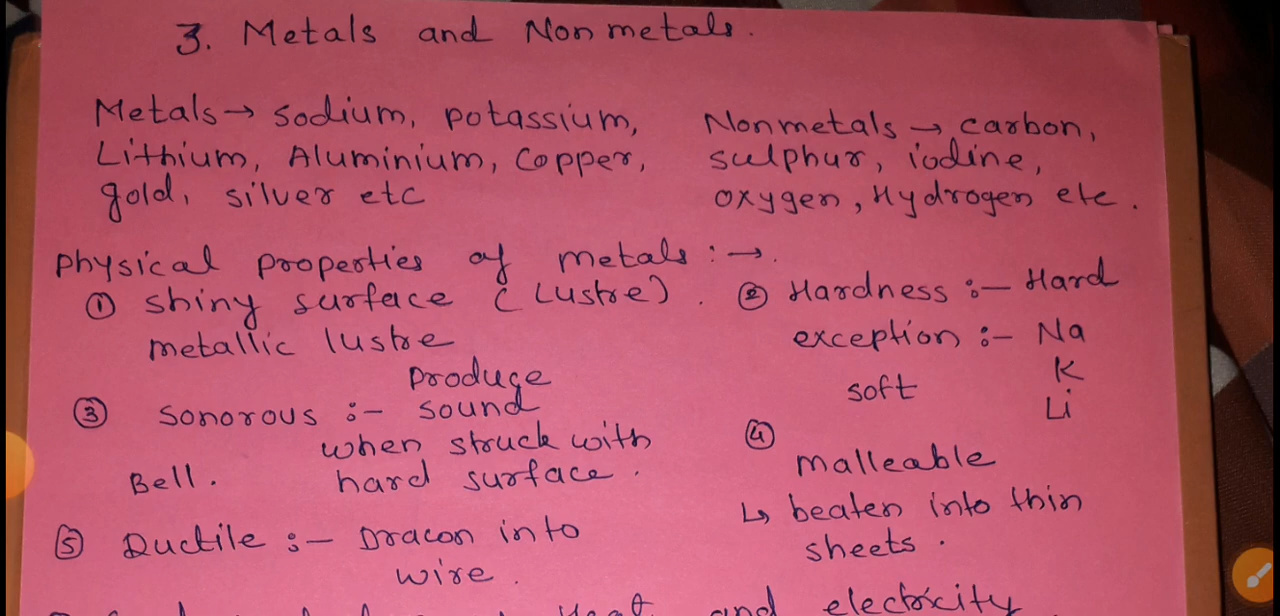 3. Metals and Nonmetals.
Metals → Sodium, potassium,
Lithium, Aluminium, Copper,
gold, silver etc
Nonmetals → carbon,
sulphur, iodine,
oxygen, Hydrogen etc.
Physical properties of metals :→.
① shiny surface (Lustre).
metallic lustre
② Hardness :- Hard
exception :- Na
soft K
Li
③ Sonorous :- Produce
sound
when struck with
Bell. hard surface.
④
malleable
↳ beaten into thin
sheets.
⑤ Ductile :- Drawn into
wire.
Heat and electricity